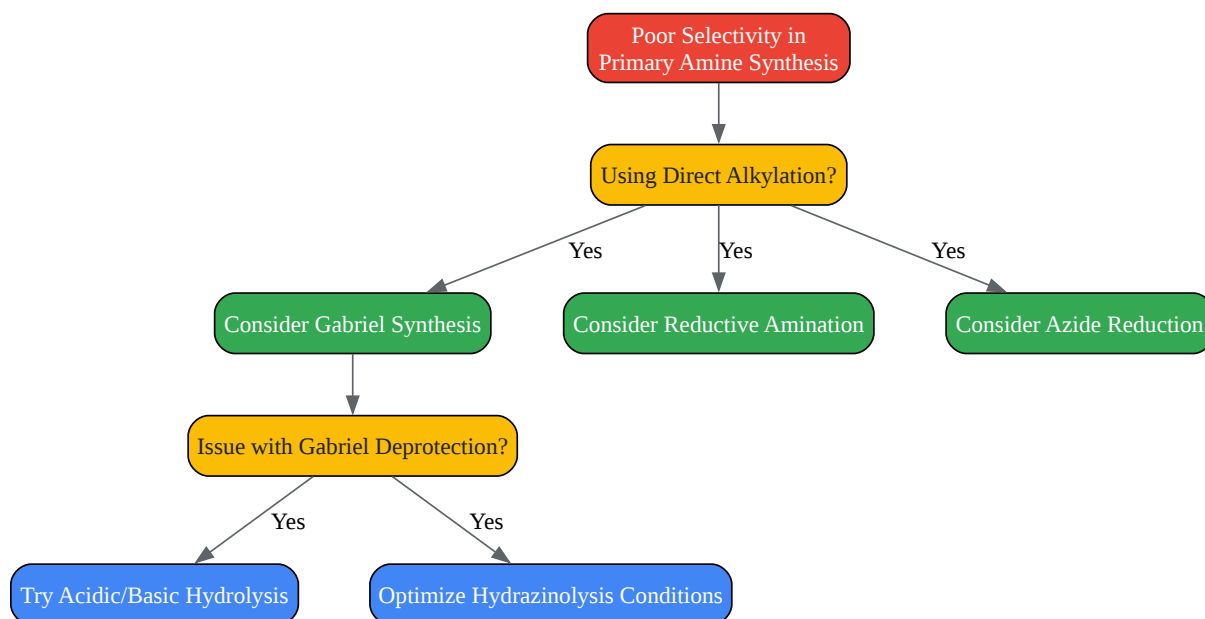 Poor Selectivity in
Primary Amine Synthesis
Using Direct Alkylation?
Yes
Yes
Yes
Consider Gabriel Synthesis
Consider Reductive Amination
Consider Azide Reduction
Issue with Gabriel Deprotection?
Yes
Yes
Try Acidic/Basic Hydrolysis
Optimize Hydrazinolysis Conditions